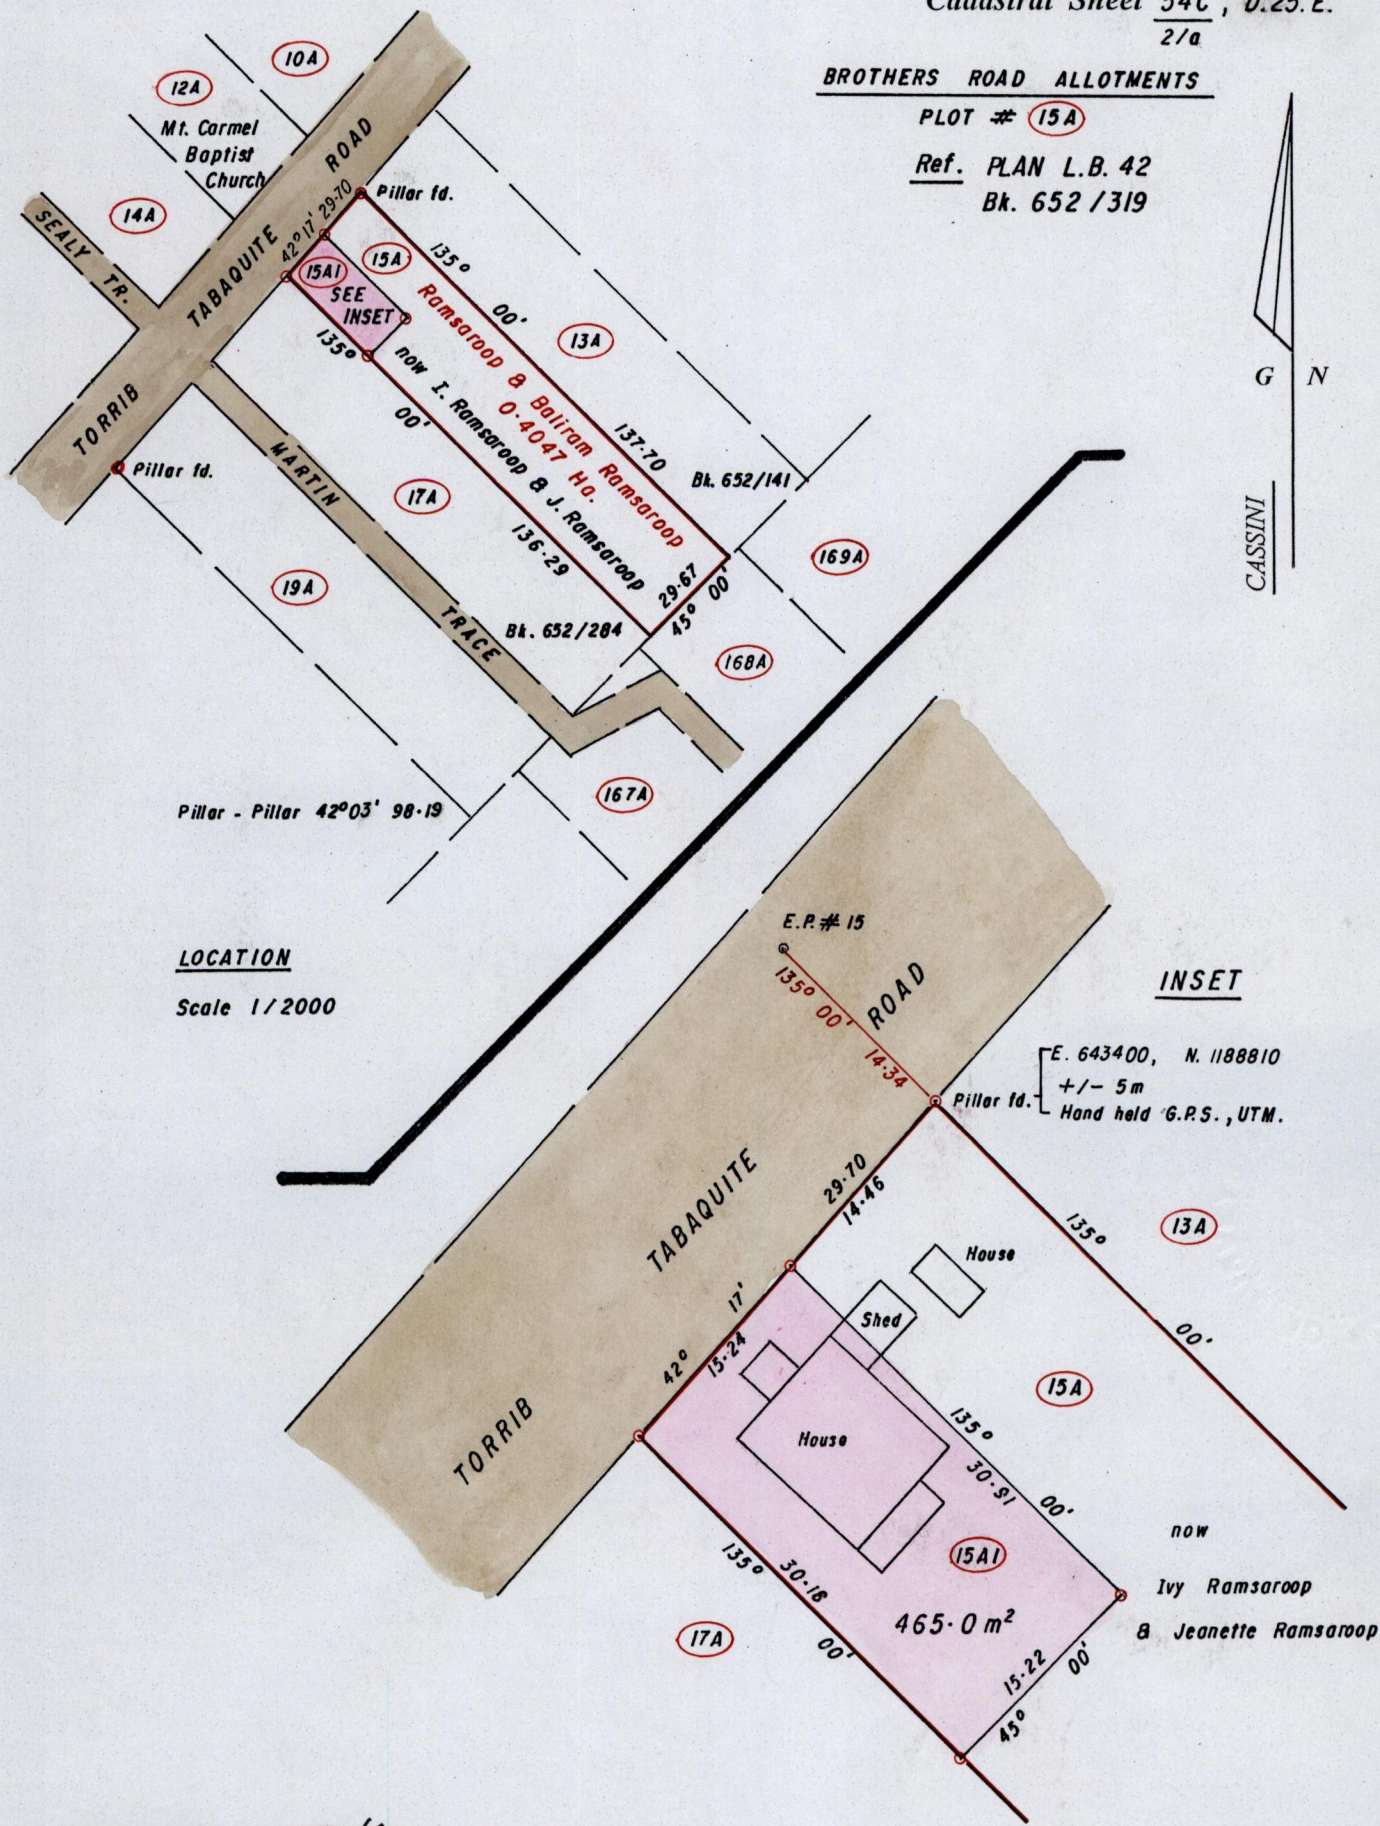 Cadastral Sheet 54C, D.25.E.
2/a
BROTHERS ROAD ALLOTMENTS
PLOT # 15A
Ref. PLAN L.B. 42
Bk. 652/319
G N
CASSINI
10A
12A
Mt. Carmel
Baptist
Church
14A
SEALY TR.
TORRIB TABAQUITE ROAD
42° 17' 29·70
Pillar fd.
15A
15A1
SEE
INSET
135° 00' 137·70
13A
Ramsaroop & Baliram Ramsaroop
0·4047 Ha.
now I. Ramsaroop & J. Ramsaroop
135° 00' 136·29
Bk. 652/141
Pillar fd.
17A
MARTIN TRACE
169A
29·67
45° 00'
19A
Bk. 652/284
168A
167A
Pillar - Pillar 42°03' 98·19
LOCATION
Scale 1/2000
E.P. # 15
135° 00'
14·34
INSET
E. 643400, N. 1188810
+/- 5m
Hand held G.P.S., UTM.
Pillar fd.
TORRIB TABAQUITE ROAD
29·70
14·46
42° 17'
15·24
135° 00'
13A
House
Shed
15A
House
135° 00'
30·91
15A1
465·0 m²
now
Ivy Ramsaroop
& Jeanette Ramsaroop
135° 00'
30·18
17A
15·22
45° 00'